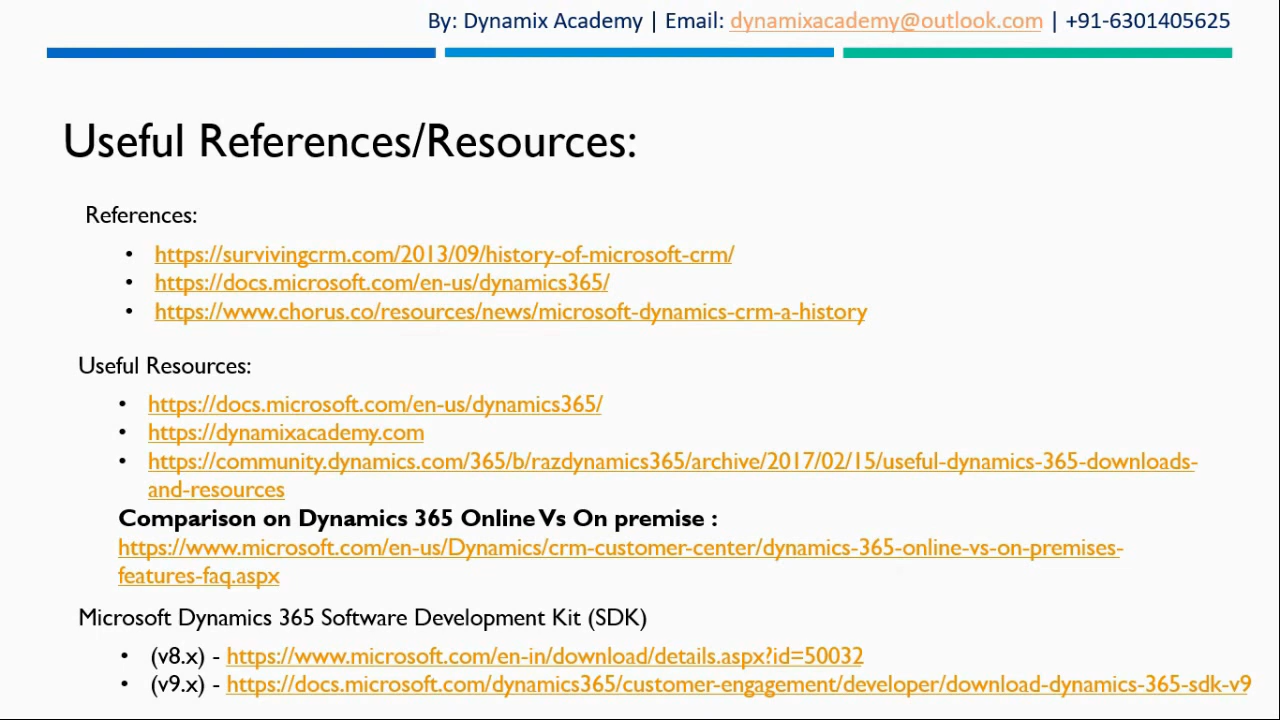 By: Dynamix Academy | Email: dynamixacademy@outlook.com | +91-6301405625
Useful References/Resources:
References:
• https://survivingcrm.com/2013/09/history-of-microsoft-crm/
• https://docs.microsoft.com/en-us/dynamics365/
• https://www.chorus.co/resources/news/microsoft-dynamics-crm-a-history
Useful Resources:
• https://docs.microsoft.com/en-us/dynamics365/
• https://dynamixacademy.com
• https://community.dynamics.com/365/b/razdynamics365/archive/2017/02/15/useful-dynamics-365-downloads-
and-resources
Comparison on Dynamics 365 Online Vs On premise :
https://www.microsoft.com/en-us/Dynamics/crm-customer-center/dynamics-365-online-vs-on-premises-
features-faq.aspx
Microsoft Dynamics 365 Software Development Kit (SDK)
• (v8.x) - https://www.microsoft.com/en-in/download/details.aspx?id=50032
• (v9.x) - https://docs.microsoft.com/dynamics365/customer-engagement/developer/download-dynamics-365-sdk-v9